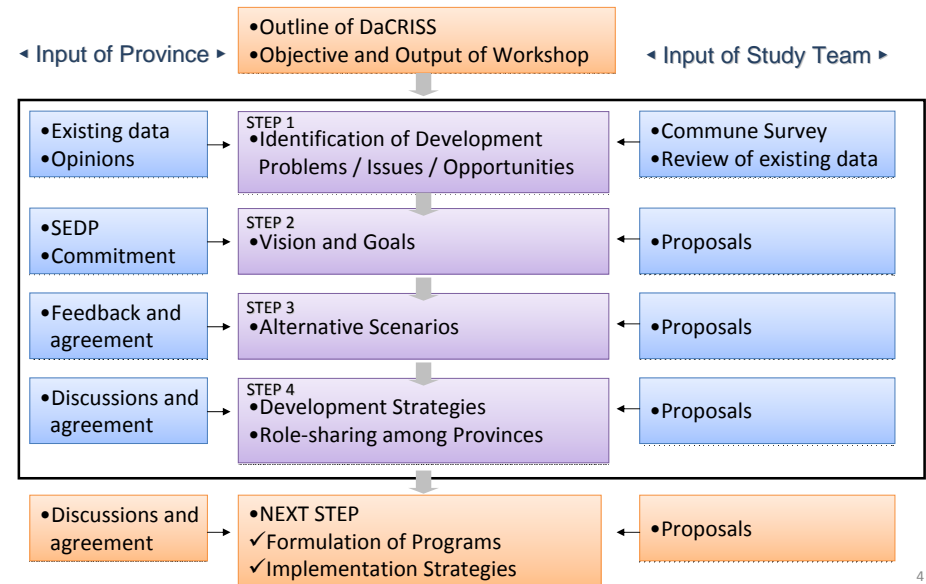 •Outline of DaCRISS
•Objective and Output of Workshop
◄ Input of Province ►
◄ Input of Study Team ►
•Existing data
•Opinions
STEP 1
•Identification of Development
Problems / Issues / Opportunities
•Commune Survey
•Review of existing data
•SEDP
•Commitment
STEP 2
•Vision and Goals
•Proposals
•Feedback and
agreement
STEP 3
•Alternative Scenarios
•Proposals
•Discussions and
agreement
STEP 4
•Development Strategies
•Role-sharing among Provinces
•Proposals
•Discussions and
agreement
•NEXT STEP
✓Formulation of Programs
✓Implementation Strategies
•Proposals
4